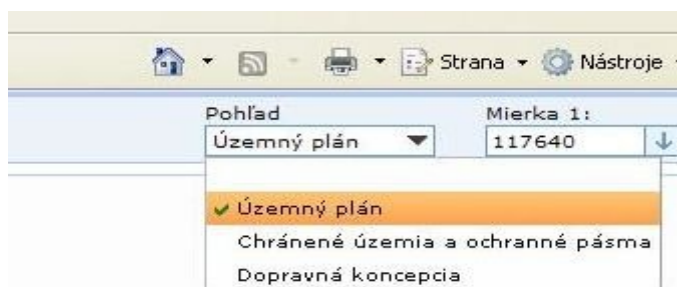 Strana Nástroje
Pohľad Mierka 1:
Územný plán 117640
Územný plán
Chránené územia a ochranné pásma
Dopravná koncepcia